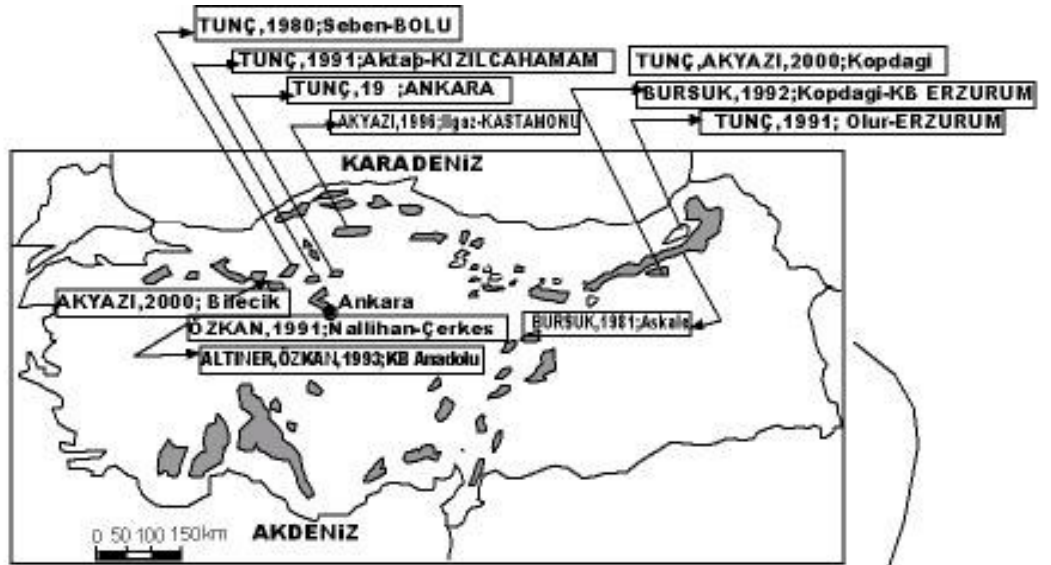 TUNÇ,1980;Seben-BOLU
TUNÇ,1991;Aktaþ-KIZILCAHAMAM
TUNÇ,19 ;ANKARA
AKYAZI,1996;Ilgaz-KASTAMONU
TUNÇ,AKYAZI,2000;Kopdagi
BURSUK,1992;Kopdagi-KB ERZURUM
TUNÇ,1991; Olur-ERZURUM
KARADENiZ
AKYAZI,2000; Bilecik
Ankara
ÖZKAN,1991;Nallihan-Çerkes
BURSUK,1981;Askale
ALTINER,ÖZKAN,1993;KB Anadolu
AKDENiZ
0 50 100 150km